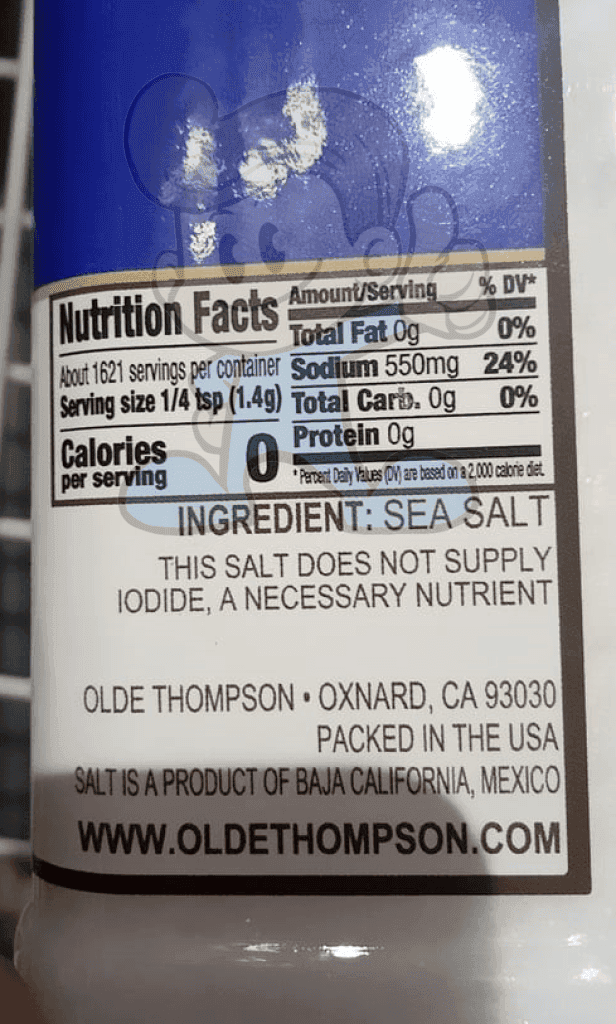 Nutrition Facts
About 1621 servings per container
Serving size 1/4 tsp (1.4g)
Calories 0
per serving
Amount/Serving % DV*
Total Fat 0g 0%
Sodium 550mg 24%
Total Carb. 0g 0%
Protein 0g
* Percent Daily Values (DV) are based on a 2,000 calorie diet.
INGREDIENT: SEA SALT
THIS SALT DOES NOT SUPPLY
IODIDE, A NECESSARY NUTRIENT
OLDE THOMPSON • OXNARD, CA 93030
PACKED IN THE USA
SALT IS A PRODUCT OF BAJA CALIFORNIA, MEXICO
WWW.OLDETHOMPSON.COM